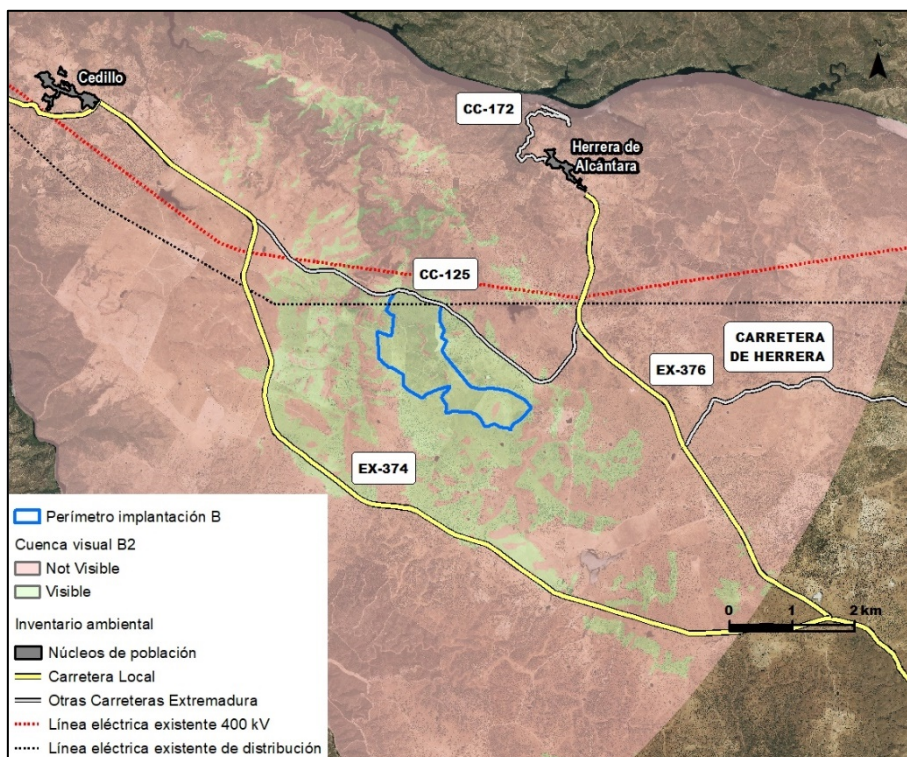 Cedillo
CC-172
Herrera de
Alcántara
CC-125
CARRETERA
DE HERRERA
EX-376
EX-374
0 1 2 km
Perímetro implantación B
Cuenca visual B2
Not Visible
Visible
Inventario ambiental
Núcleos de población
Carretera Local
Otras Carreteras Extremadura
Línea eléctrica existente 400 kV
Línea eléctrica existente de distribución